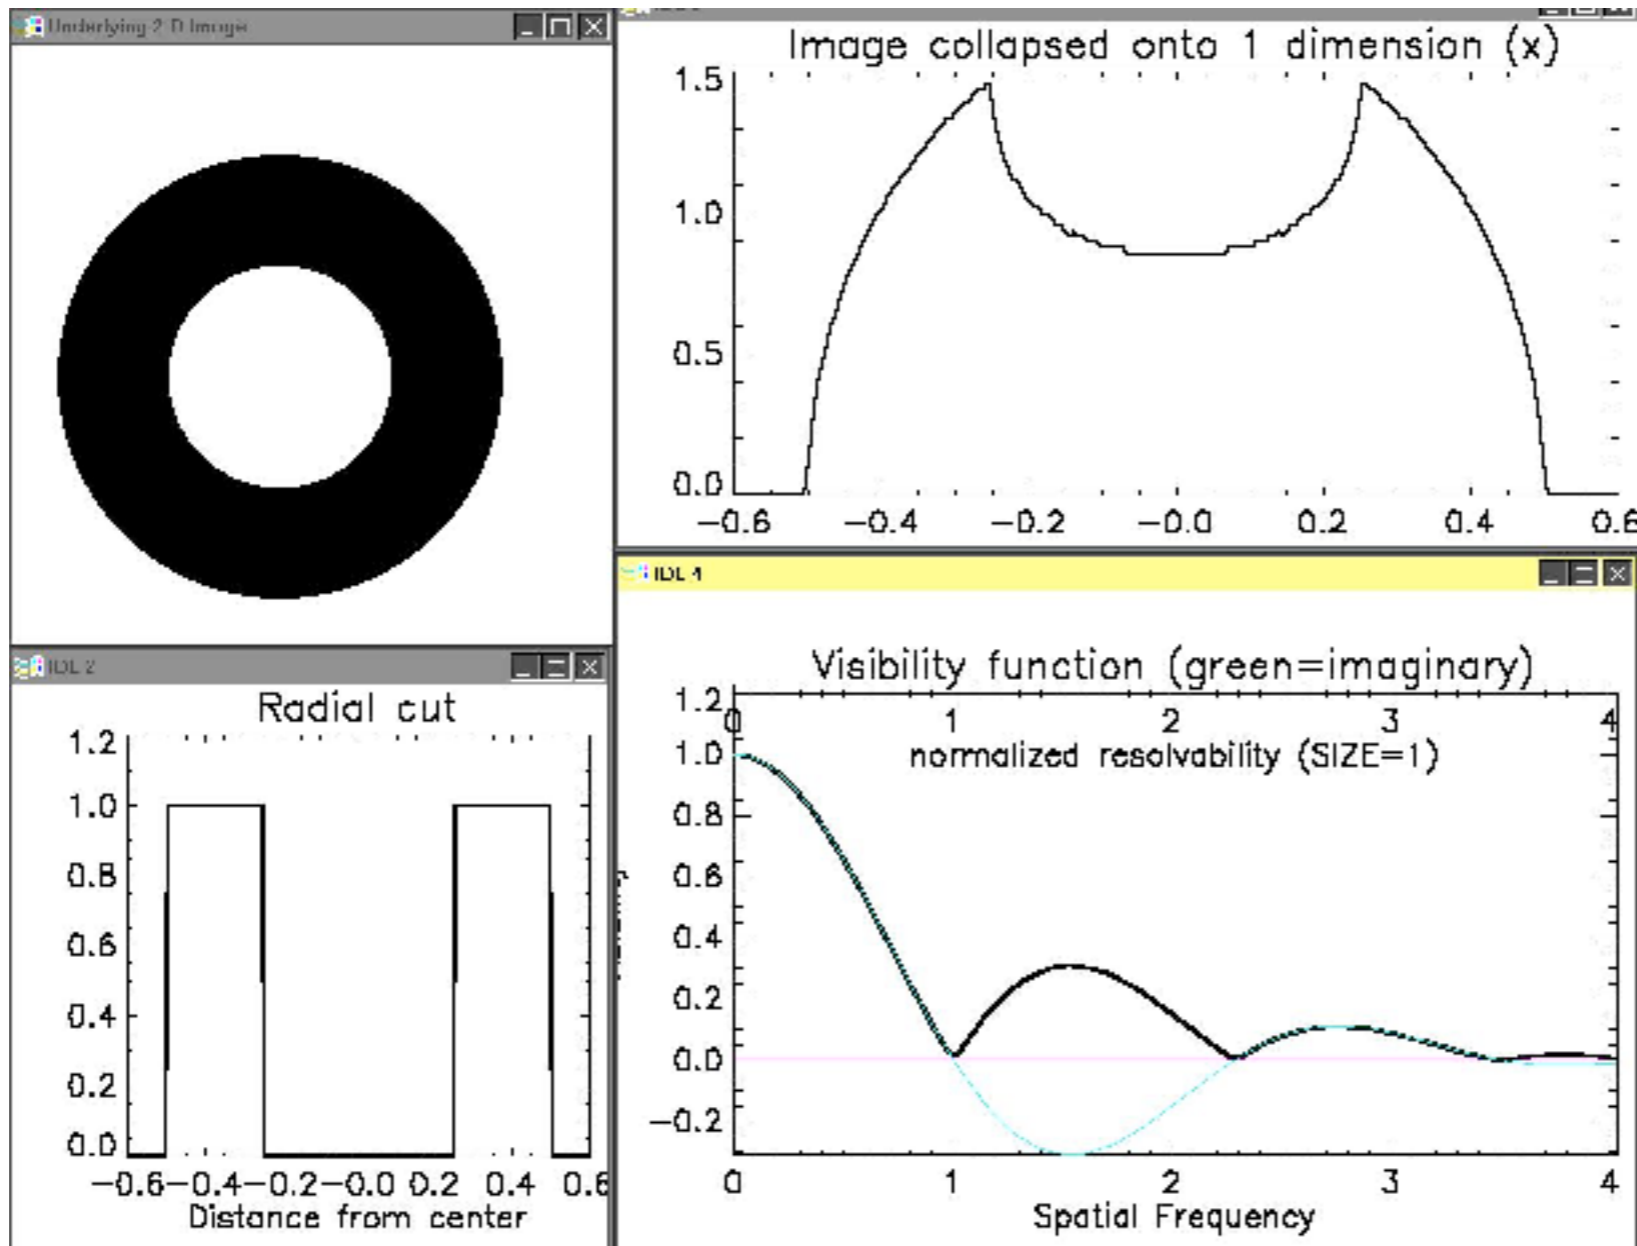 Underlying 2-D Image
Image collapsed onto 1 dimension (x)
1.5
1.0
0.5
0.0
-0.6 -0.4 -0.2 -0.0 0.2 0.4 0.6
IDL 2
Radial cut
1.2
1.0
0.8
0.6
0.4
0.2
0.0
-0.6 -0.4 -0.2 -0.0 0.2 0.4 0.6
Distance from center
IDL 4
Visibility function (green=imaginary)
1.2
0 1 2 3 4
normalized resolvability (SIZE=1)
1.0
0.8
0.6
0.4
0.2
0.0
-0.2
0 1 2 3 4
Spatial Frequency